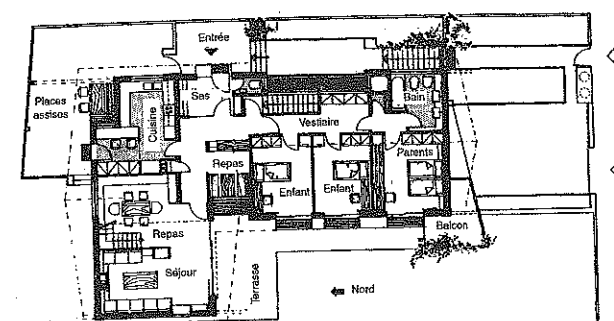 Entrée
Places
assises
Cuisine
Sas
Bain
Vestiaire
Repas
Enfant
Enfant
Parents
Repas
Séjour
Terrasse
Balcon
Nord